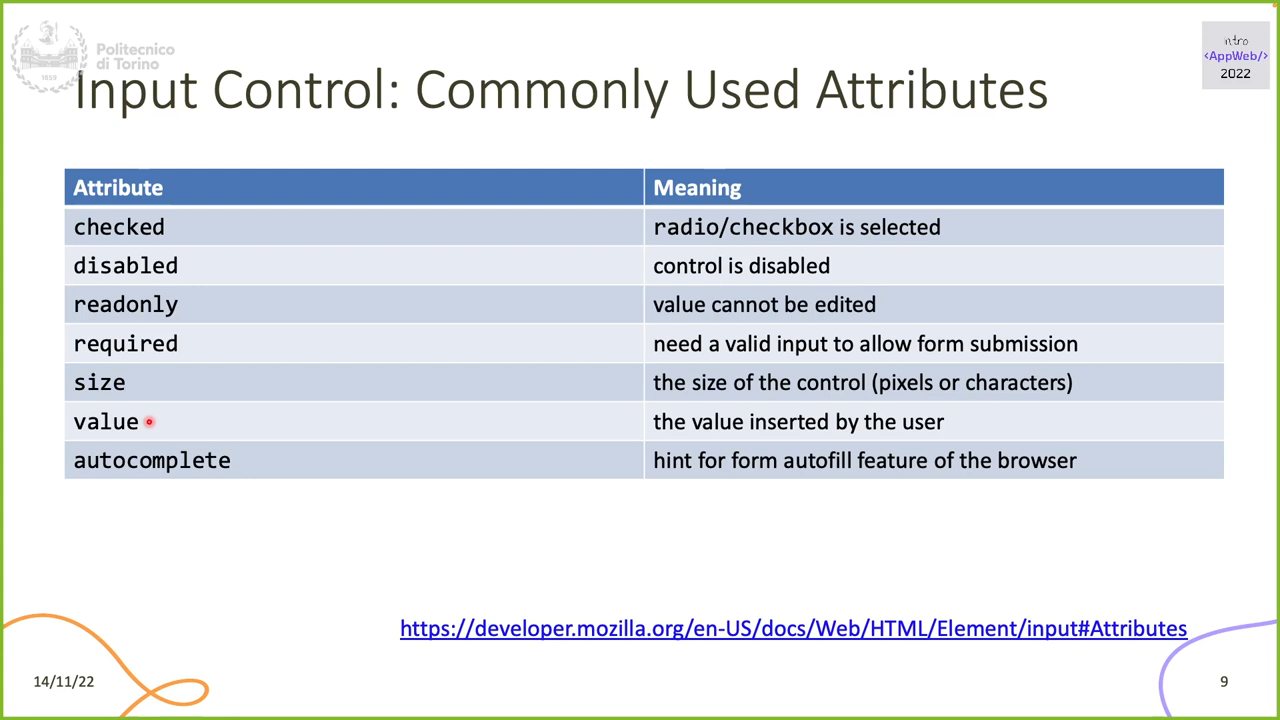 Politecnico
di Torino
1859
intro
<AppWeb/>
2022
Input Control: Commonly Used Attributes
Attribute Meaning
checked radio/checkbox is selected
disabled control is disabled
readonly value cannot be edited
required need a valid input to allow form submission
size the size of the control (pixels or characters)
value the value inserted by the user
autocomplete hint for form autofill feature of the browser
https://developer.mozilla.org/en-US/docs/Web/HTML/Element/input#Attributes
14/11/22 9